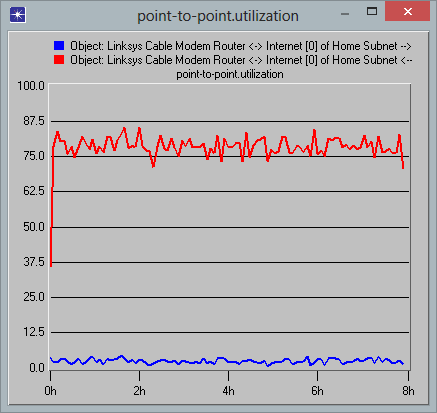 point-to-point.utilization
Object: Linksys Cable Modem Router <-> Internet [0] of Home Subnet -->
Object: Linksys Cable Modem Router <-> Internet [0] of Home Subnet <--
point-to-point.utilization
100.0
87.5
75.0
62.5
50.0
37.5
25.0
12.5
0.0
0h 2h 4h 6h 8h